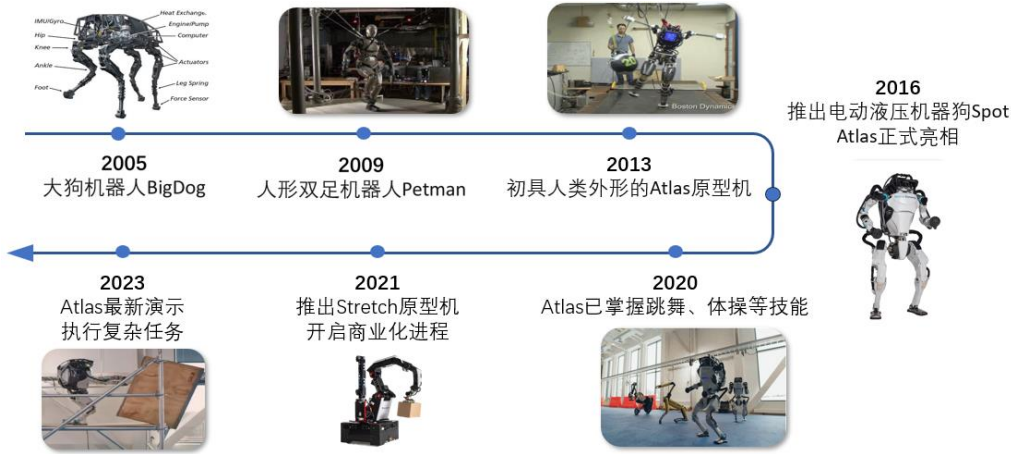 IMU/Gyro
Hip
Knee
Ankle
Foot
Heat Exchange.
Engine/Pump
Computer
Actuators
Leg Spring
Force Sensor
20
Boston Dynamics
2005
大狗机器人BigDog
2009
人形双足机器人Petman
2013
初具人类外形的Atlas原型机
2016
推出电动液压机器狗Spot
Atlas正式亮相
2020
Atlas已掌握跳舞、体操等技能
2021
推出Stretch原型机
开启商业化进程
2023
Atlas最新演示
执行复杂任务